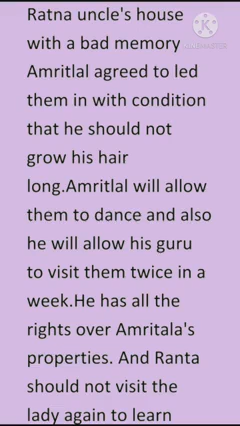 Ratna uncle's house
with a bad memory
Amritlal agreed to led
them in with condition
that he should not
grow his hair
long.Amritlal will allow
them to dance and also
he will allow his guru
to visit them twice in a
week.He has all the
rights over Amritala's
properties. And Ranta
should not visit the
lady again to learn